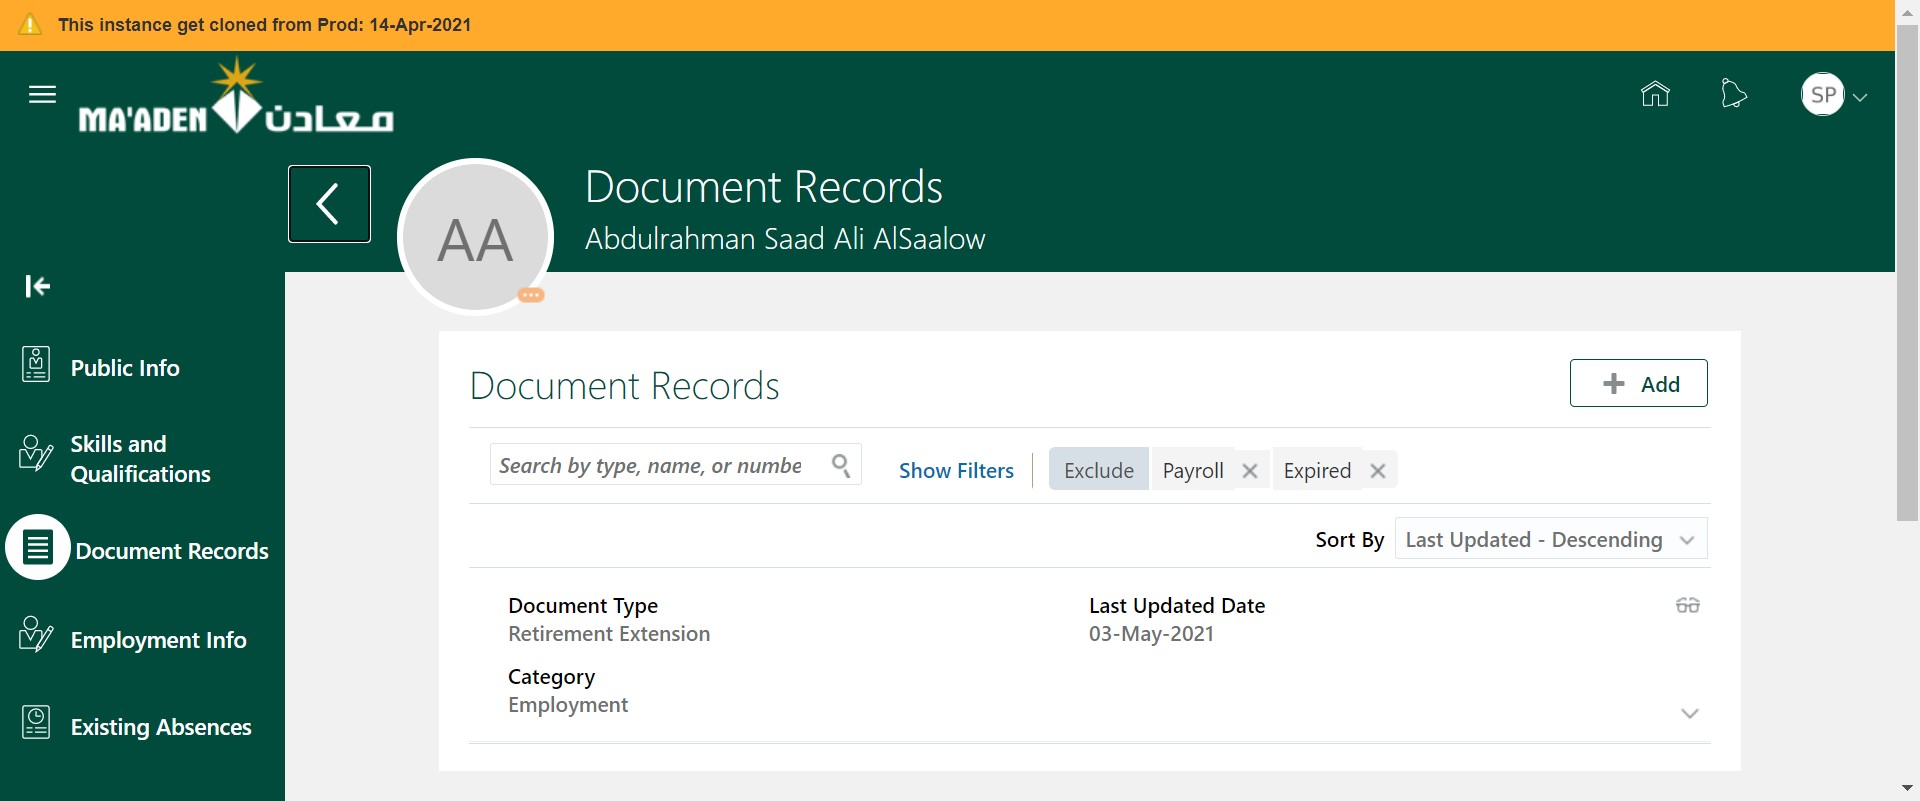 This instance get cloned from Prod: 14-Apr-2021
MA'ADEN معادن
SP
Document Records
Abdulrahman Saad Ali AlSaalow
AA
Public Info
Skills and
Qualifications
Document Records
Employment Info
Existing Absences
Document Records
Add
Search by type, name, or numbe
Show Filters
Exclude Payroll Expired
Sort By Last Updated - Descending
Document Type
Retirement Extension
Last Updated Date
03-May-2021
Category
Employment